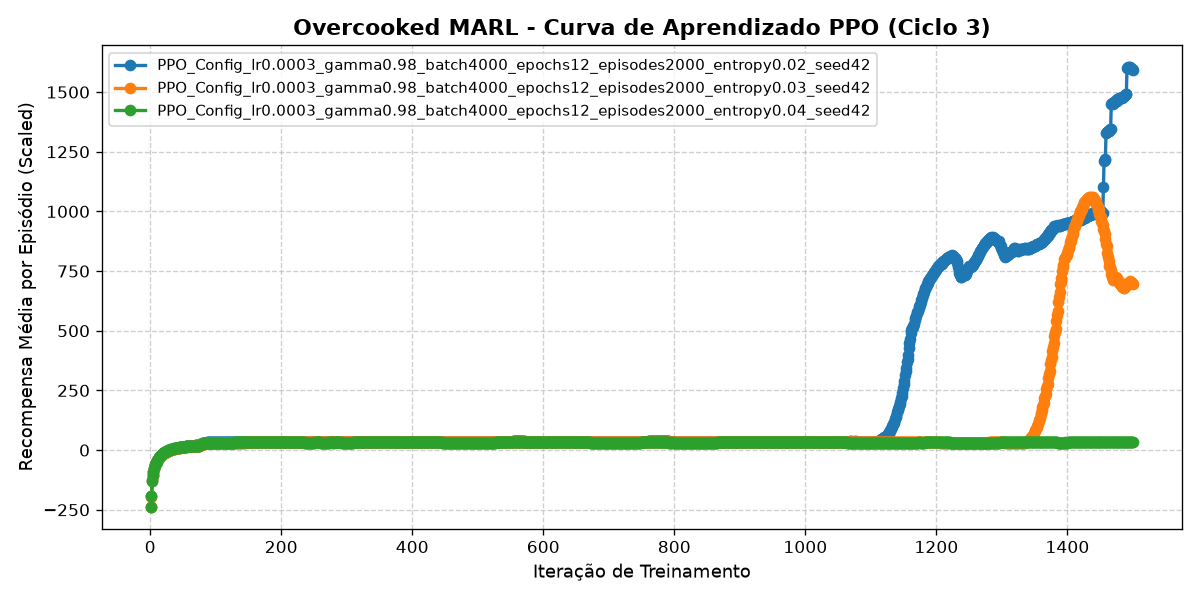 Overcooked MARL - Curva de Aprendizado PPO (Ciclo 3)
PPO_Config_lr0.0003_gamma0.98_batch4000_epochs12_episodes2000_entropy0.02_seed42
PPO_Config_lr0.0003_gamma0.98_batch4000_epochs12_episodes2000_entropy0.03_seed42
PPO_Config_lr0.0003_gamma0.98_batch4000_epochs12_episodes2000_entropy0.04_seed42
Recompensa Média por Episódio (Scaled)
1500
1250
1000
750
500
250
0
−250
0 200 400 600 800 1000 1200 1400
Iteração de Treinamento